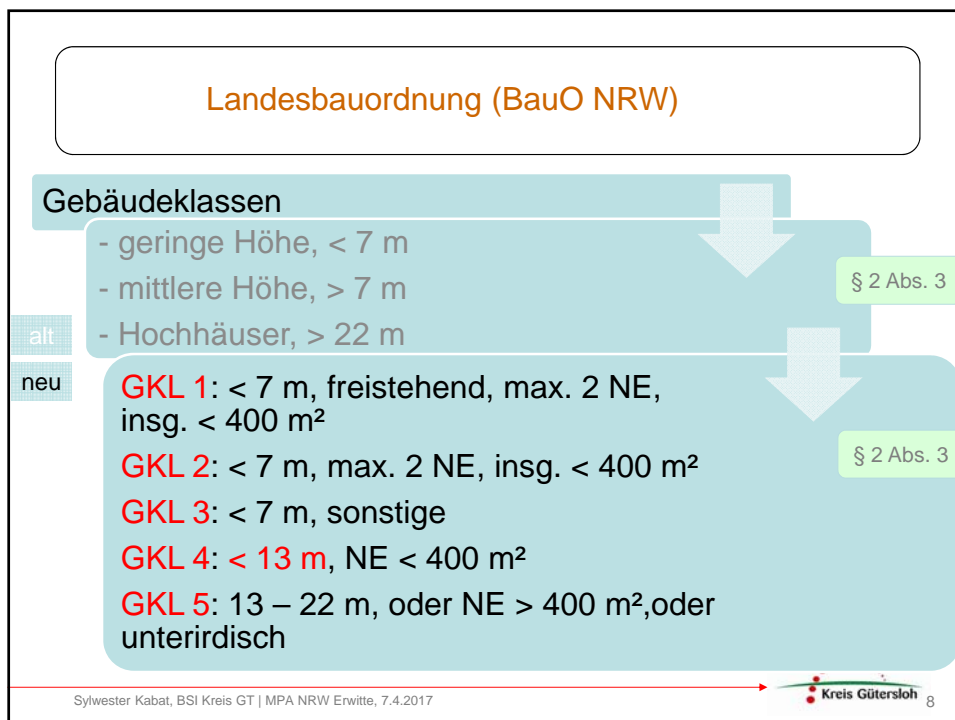 Landesbauordnung (BauO NRW)
Gebäudeklassen
- geringe Höhe, < 7 m
- mittlere Höhe, > 7 m
§ 2 Abs. 3
alt
- Hochhäuser, > 22 m
neu
GKL 1: < 7 m, freistehend, max. 2 NE,
insg. < 400 m²
GKL 2: < 7 m, max. 2 NE, insg. < 400 m²
§ 2 Abs. 3
GKL 3: < 7 m, sonstige
GKL 4: < 13 m, NE < 400 m²
GKL 5: 13 – 22 m, oder NE > 400 m²,oder
unterirdisch
Sylwester Kabat, BSI Kreis GT | MPA NRW Erwitte, 7.4.2017
Kreis Gütersloh
8